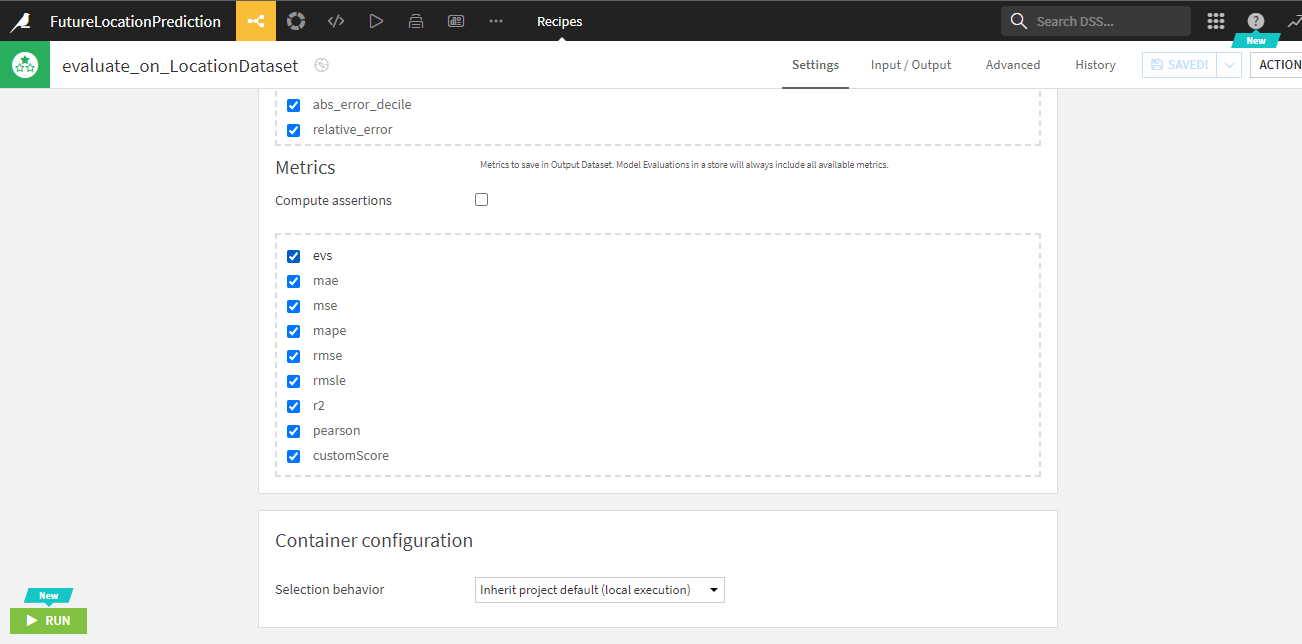 FutureLocationPrediction
Recipes
Search DSS...
?
New
evaluate_on_LocationDataset
Settings
Input / Output
Advanced
History
SAVED!
ACTION
abs_error_decile
relative_error
Metrics
Metrics to save in Output Dataset. Model Evaluations in a store will always include all available metrics.
Compute assertions
evs
mae
mse
mape
rmse
rmsle
r2
pearson
customScore
Container configuration
Selection behavior
Inherit project default (local execution)
New
RUN